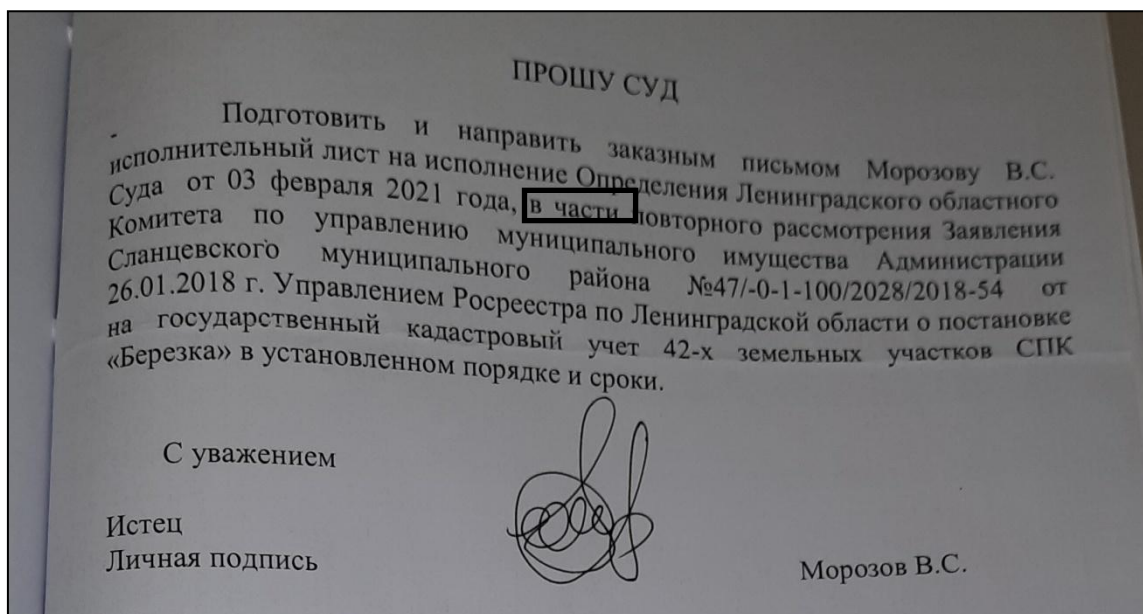 ПРОШУ СУД
Подготовить и направить заказным письмом Морозову В.С.
исполнительный лист на исполнение Определения Ленинградского областного
Суда от 03 февраля 2021 года, в части повторного рассмотрения Заявления
Комитета по управлению муниципального имущества Администрации
Сланцевского муниципального района №47/-0-1-100/2028/2018-54 от
26.01.2018 г. Управлением Росреестра по Ленинградской области о постановке
на государственный кадастровый учет 42-х земельных участков СПК
«Березка» в установленном порядке и сроки.
С уважением
Истец
Личная подпись
Морозов В.С.